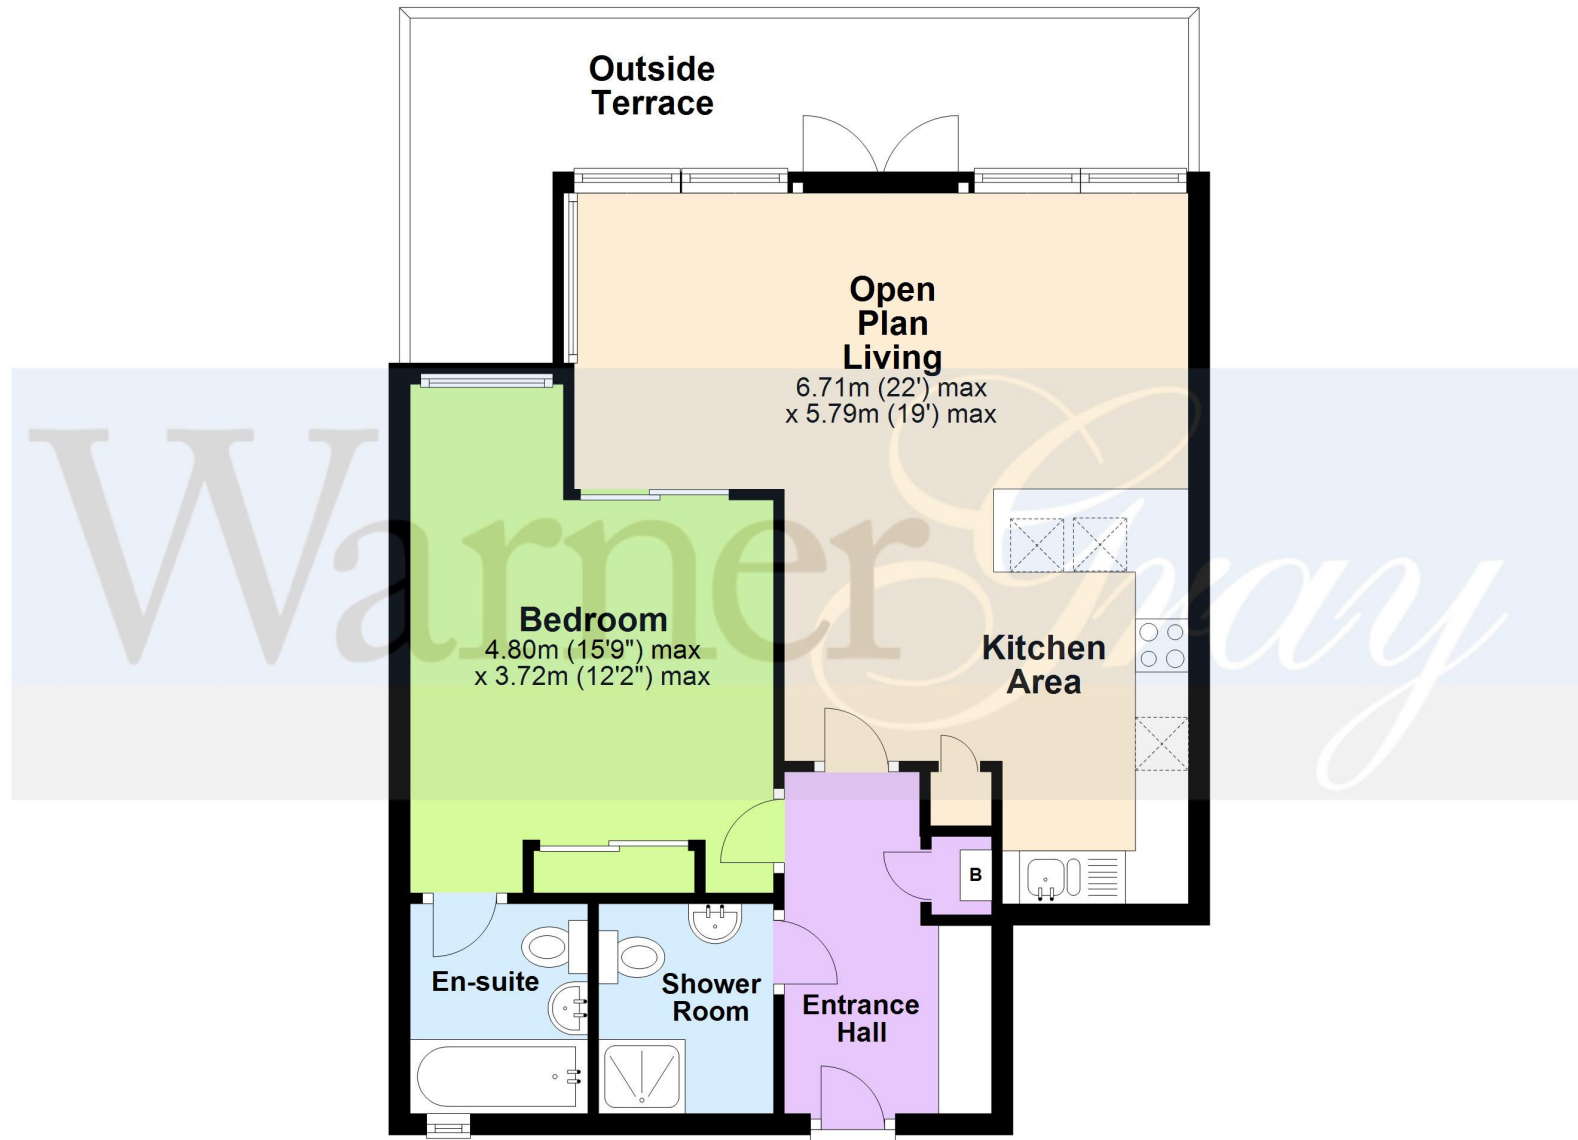 Outside
Terrace
Open
Plan
Living
6.71m (22') max
x 5.79m (19') max
Warner Gray
Bedroom
4.80m (15'9") max
x 3.72m (12'2") max
Kitchen
Area
B
En-suite
Shower
Room
Entrance
Hall